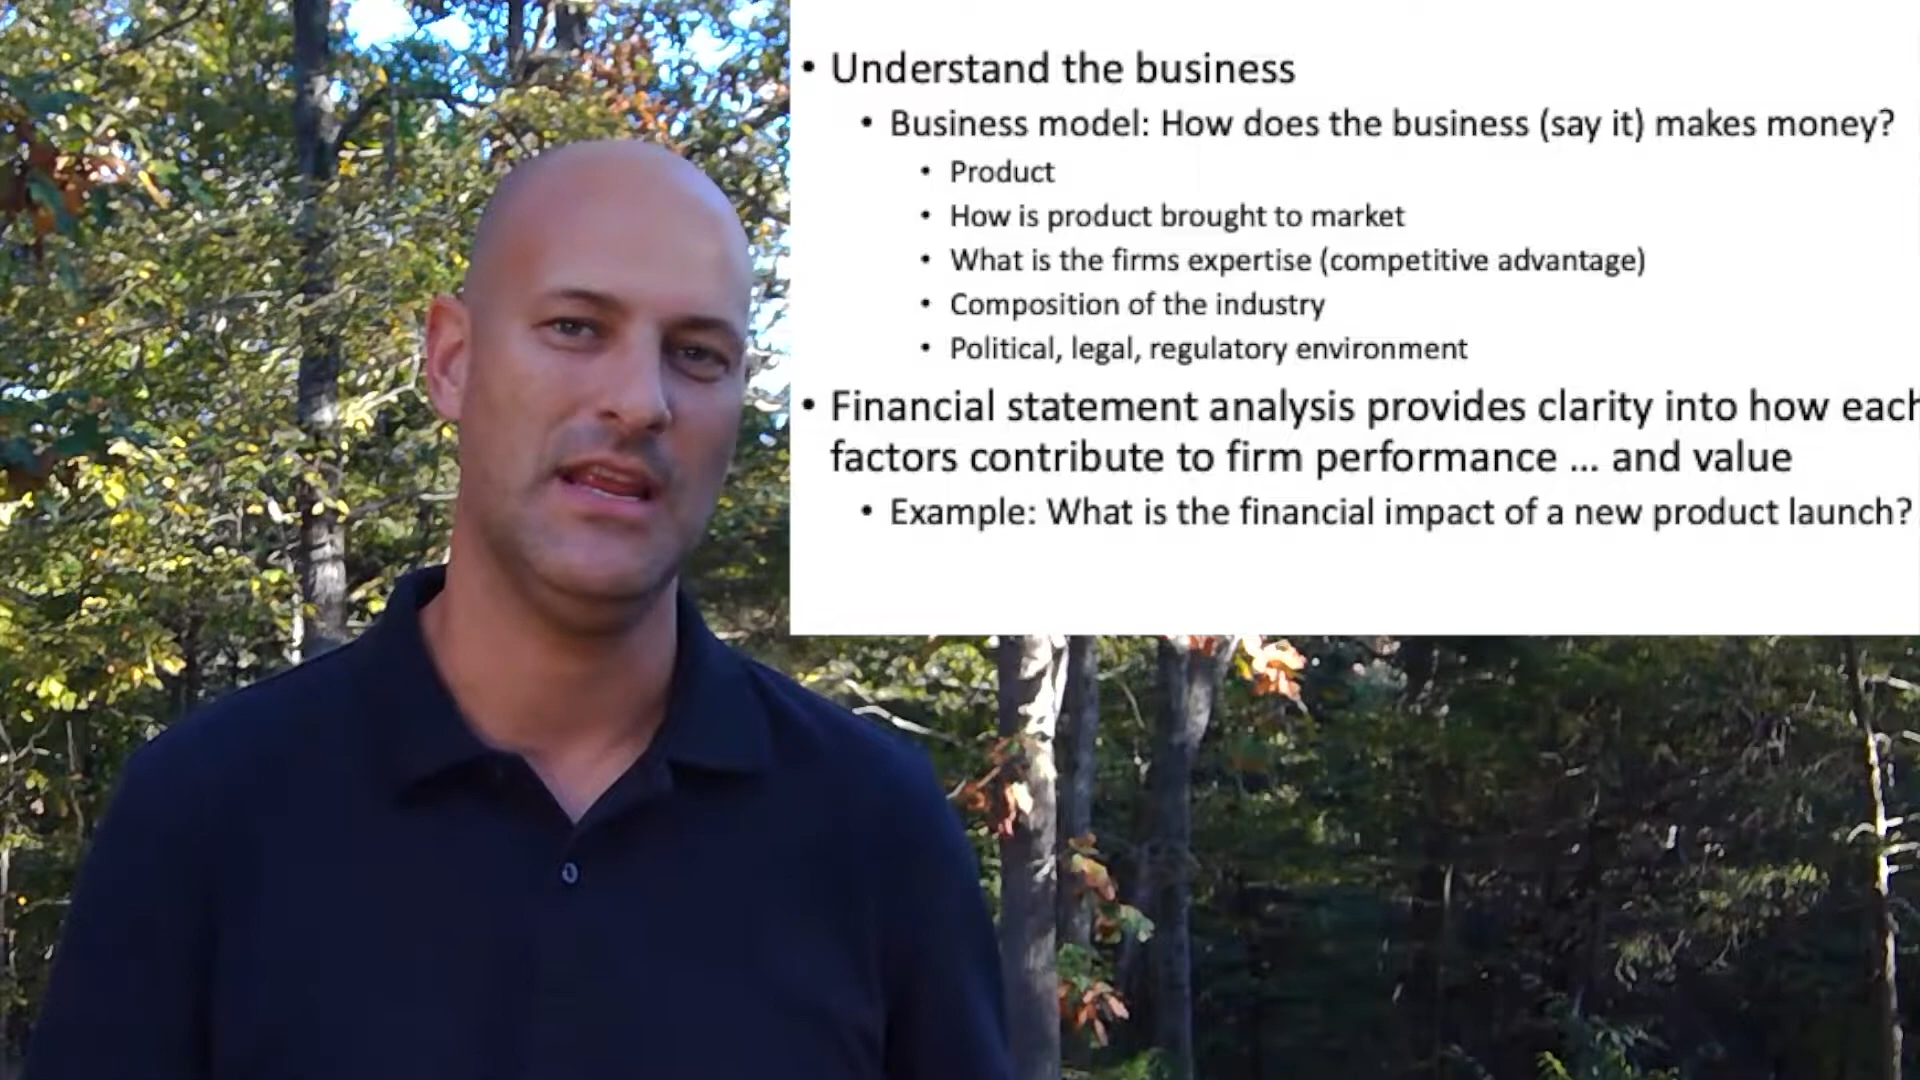 • Understand the business
• Business model: How does the business (say it) makes money?
• Product
• How is product brought to market
• What is the firms expertise (competitive advantage)
• Composition of the industry
• Political, legal, regulatory environment
• Financial statement analysis provides clarity into how each
factors contribute to firm performance ... and value
• Example: What is the financial impact of a new product launch?